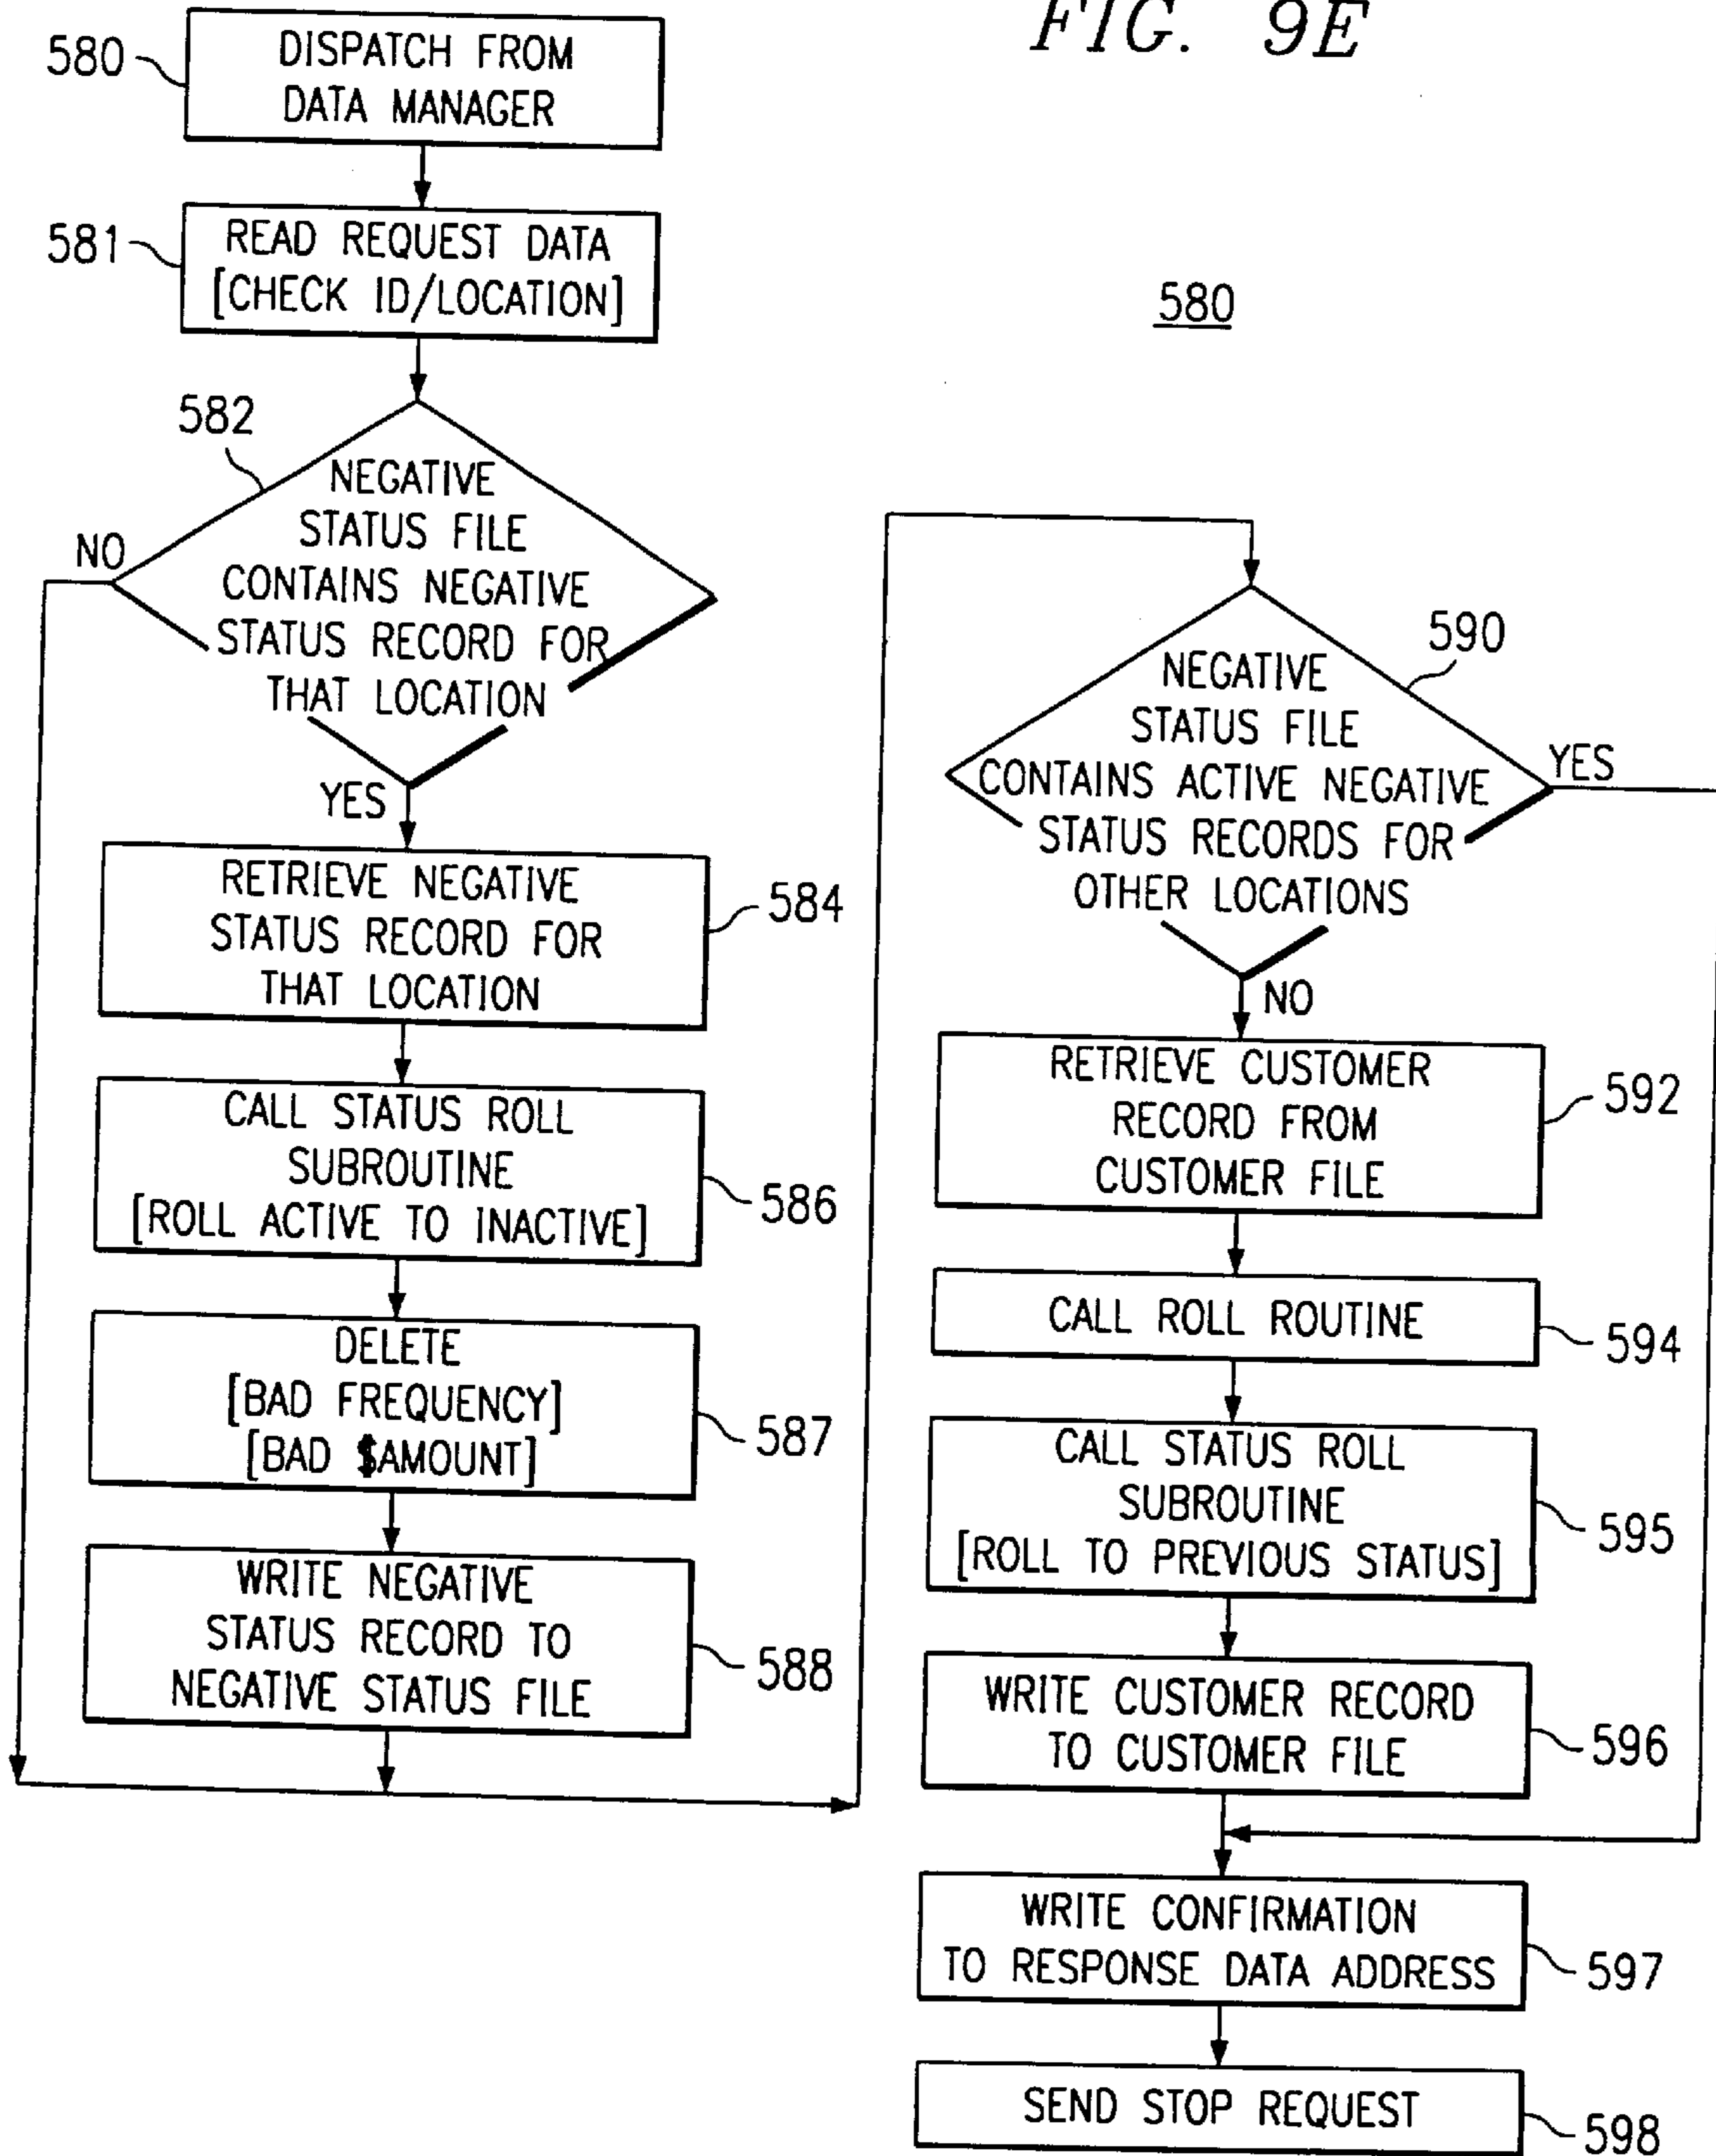 FIG. 9E
580
DISPATCH FROM
DATA MANAGER
581
READ REQUEST DATA
[CHECK ID/LOCATION]
580
582
NEGATIVE
STATUS FILE
CONTAINS NEGATIVE
STATUS RECORD FOR
THAT LOCATION
NO
YES
RETRIEVE NEGATIVE
STATUS RECORD FOR
THAT LOCATION
584
CALL STATUS ROLL
SUBROUTINE
[ROLL ACTIVE TO INACTIVE]
586
DELETE
[BAD FREQUENCY]
[BAD $AMOUNT]
587
WRITE NEGATIVE
STATUS RECORD TO
NEGATIVE STATUS FILE
588
590
NEGATIVE
STATUS FILE
CONTAINS ACTIVE NEGATIVE
STATUS RECORDS FOR
OTHER LOCATIONS
YES
NO
RETRIEVE CUSTOMER
RECORD FROM
CUSTOMER FILE
592
CALL ROLL ROUTINE
594
CALL STATUS ROLL
SUBROUTINE
[ROLL TO PREVIOUS STATUS]
595
WRITE CUSTOMER RECORD
TO CUSTOMER FILE
596
WRITE CONFIRMATION
TO RESPONSE DATA ADDRESS
597
SEND STOP REQUEST
598